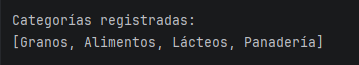 Categorías registradas:
[Granos, Alimentos, Lácteos, Panadería]